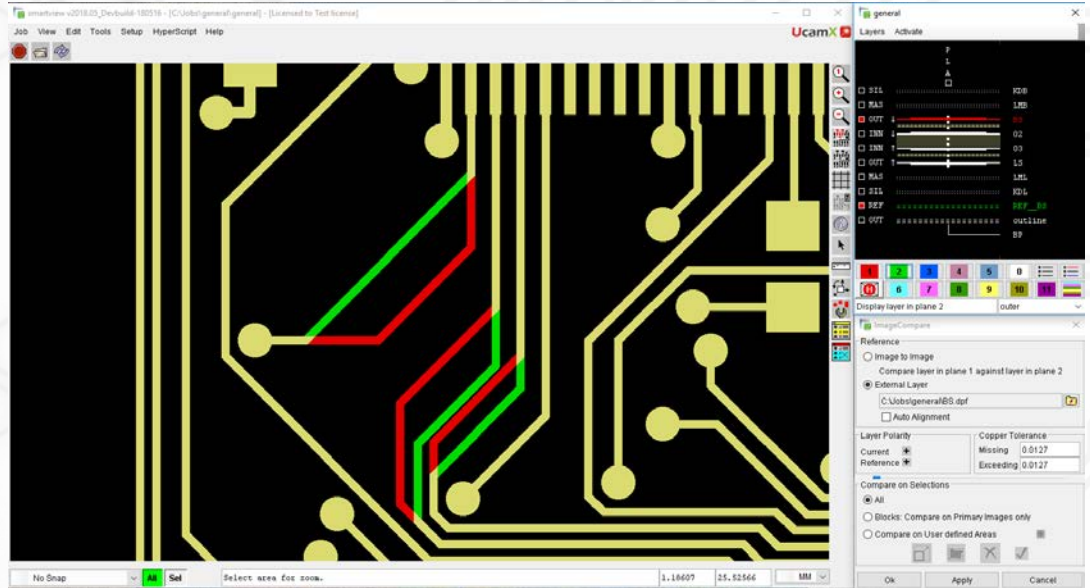 smartview v2018.05_Devbuild-180516 - [C:\Jobs\general\general] - [Licensed to Test license]
Job View Edit Tools Setup HyperScript Help
UcamX
No Snap
All
Sel
Select area for zoom.
1.18607
25.52566
MM
general
Layers Activate
P
L
A
SIL KDB
MAS LMB
OUT BS
INN 02
INN 03
OUT LS
MAS LML
SIL KDL
REF REF_BS
OUT outline
BP
1 2 3 4 5 0
H 6 7 8 9 10 11
Display layer in plane 2
outer
ImageCompare
Reference
Image to Image
Compare layer in plane 1 against layer in plane 2
External Layer
C:\Jobs\general\BS.dpf
Auto Alignment
Layer Polarity
Current +
Reference +
Copper Tolerance
Missing 0.0127
Exceeding 0.0127
Compare on Selections
All
Blocks: Compare on Primary Images only
Compare on User defined Areas
Ok Apply Cancel